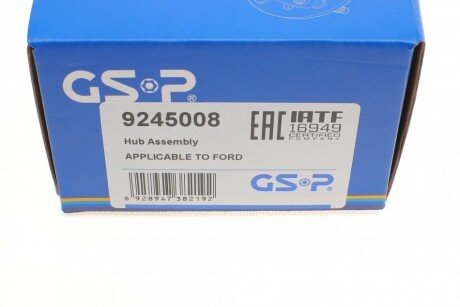 GSP®
9245008
Hub Assembly
APPLICABLE TO FORD
EAC IATF
16949
CERTIFIED
COMPANY
GSP®
6 928947 382192